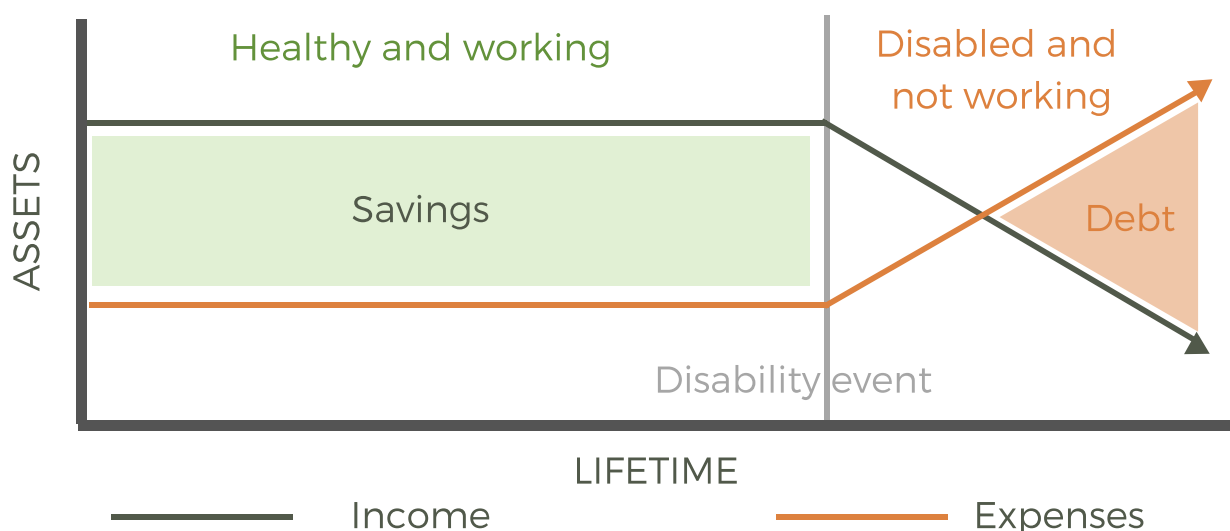 Healthy and working
Disabled and
not working
ASSETS
Savings
Debt
Disability event
LIFETIME
Income
Expenses